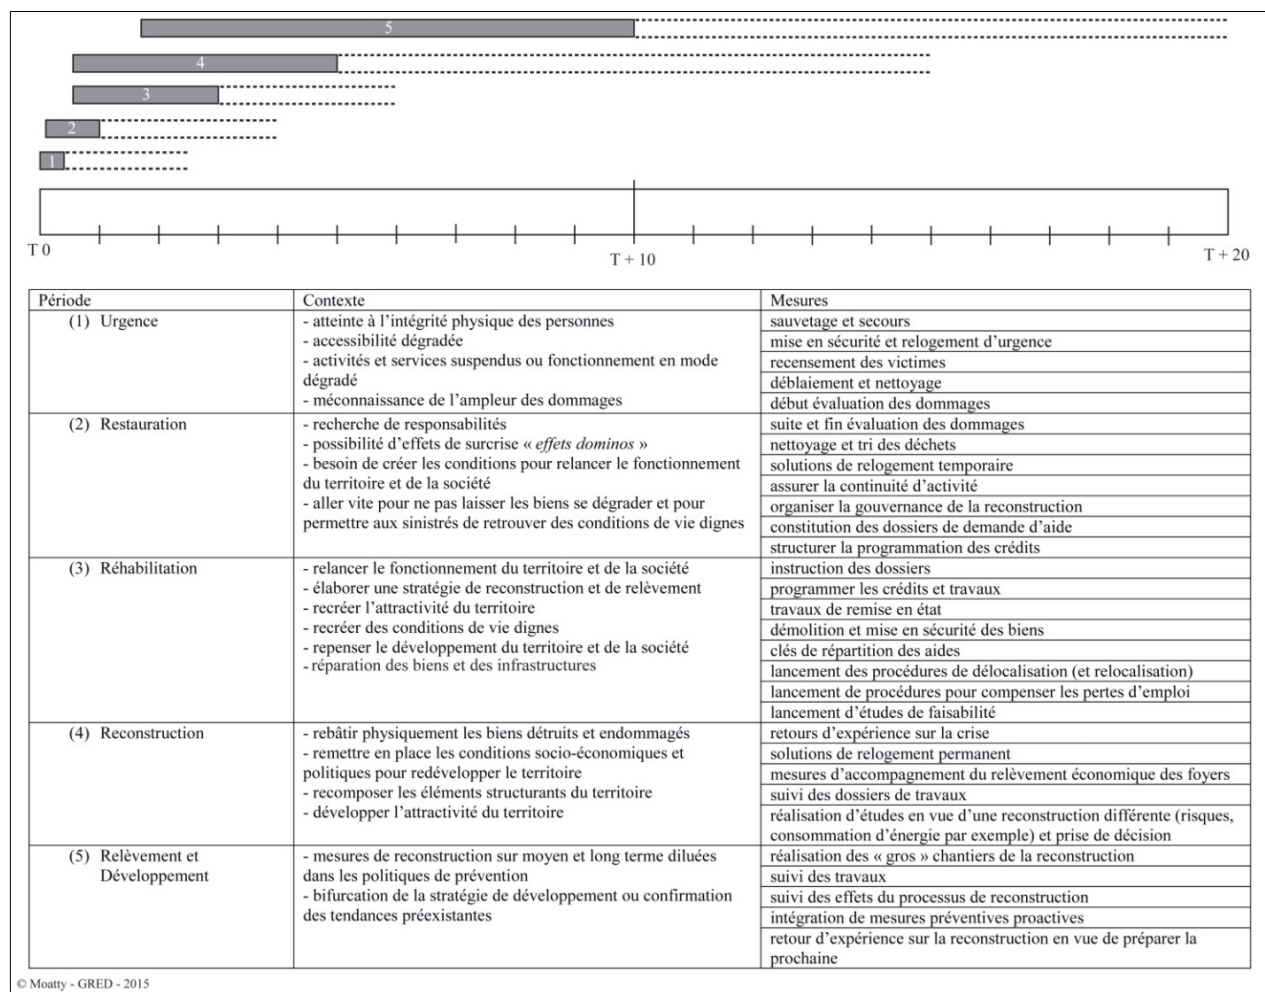 5
4
3
2
1
T 0
T + 10
T + 20
Période
Contexte
Mesures
(1) Urgence
- atteinte à l’intégrité physique des personnes
- accessibilité dégradée
- activités et services suspendus ou fonctionnement en mode
dégradé
- méconnaissance de l’ampleur des dommages
sauvetage et secours
mise en sécurité et relogement d’urgence
recensement des victimes
déblaiement et nettoyage
début évaluation des dommages
(2) Restauration
- recherche de responsabilités
- possibilité d’effets de surcrise « effets dominos »
- besoin de créer les conditions pour relancer le fonctionnement
du territoire et de la société
- aller vite pour ne pas laisser les biens se dégrader et pour
permettre aux sinistrés de retrouver des conditions de vie dignes
suite et fin évaluation des dommages
nettoyage et tri des déchets
solutions de relogement temporaire
assurer la continuité d’activité
organiser la gouvernance de la reconstruction
constitution des dossiers de demande d’aide
structurer la programmation des crédits
(3) Réhabilitation
- relancer le fonctionnement du territoire et de la société
- élaborer une stratégie de reconstruction et de relèvement
- recréer l’attractivité du territoire
- recréer des conditions de vie dignes
- repenser le développement du territoire et de la société
- réparation des biens et des infrastructures
instruction des dossiers
programmer les crédits et travaux
travaux de remise en état
démolition et mise en sécurité des biens
clés de répartition des aides
lancement des procédures de délocalisation (et relocalisation)
lancement de procédures pour compenser les pertes d’emploi
lancement d’études de faisabilité
(4) Reconstruction
- rebâtir physiquement les biens détruits et endommagés
- remettre en place les conditions socio-économiques et
politiques pour redévelopper le territoire
- recomposer les éléments structurants du territoire
- développer l’attractivité du territoire
retours d’expérience sur la crise
solutions de relogement permanent
mesures d’accompagnement du relèvement économique des foyers
suivi des dossiers de travaux
réalisation d’études en vue d’une reconstruction différente (risques,
consommation d’énergie par exemple) et prise de décision
(5) Relèvement et
Développement
- mesures de reconstruction sur moyen et long terme diluées
dans les politiques de prévention
- bifurcation de la stratégie de développement ou confirmation
des tendances préexistantes
réalisation des « gros » chantiers de la reconstruction
suivi des travaux
suivi des effets du processus de reconstruction
intégration de mesures préventives proactives
retour d’expérience sur la reconstruction en vue de préparer la
prochaine
© Moatty - GRED - 2015